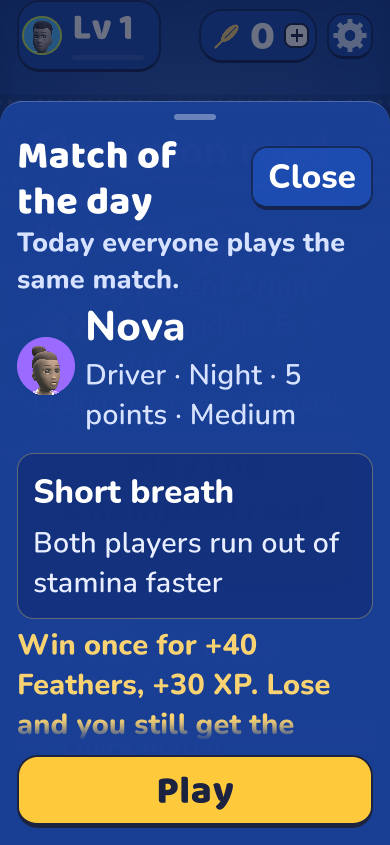 Lv 1
0
Match of
the day
Close
Today everyone plays the
same match.
Nova
Driver · Night · 5
points · Medium
Short breath
Both players run out of
stamina faster
Win once for +40
Feathers, +30 XP. Lose
and you still get the
Play